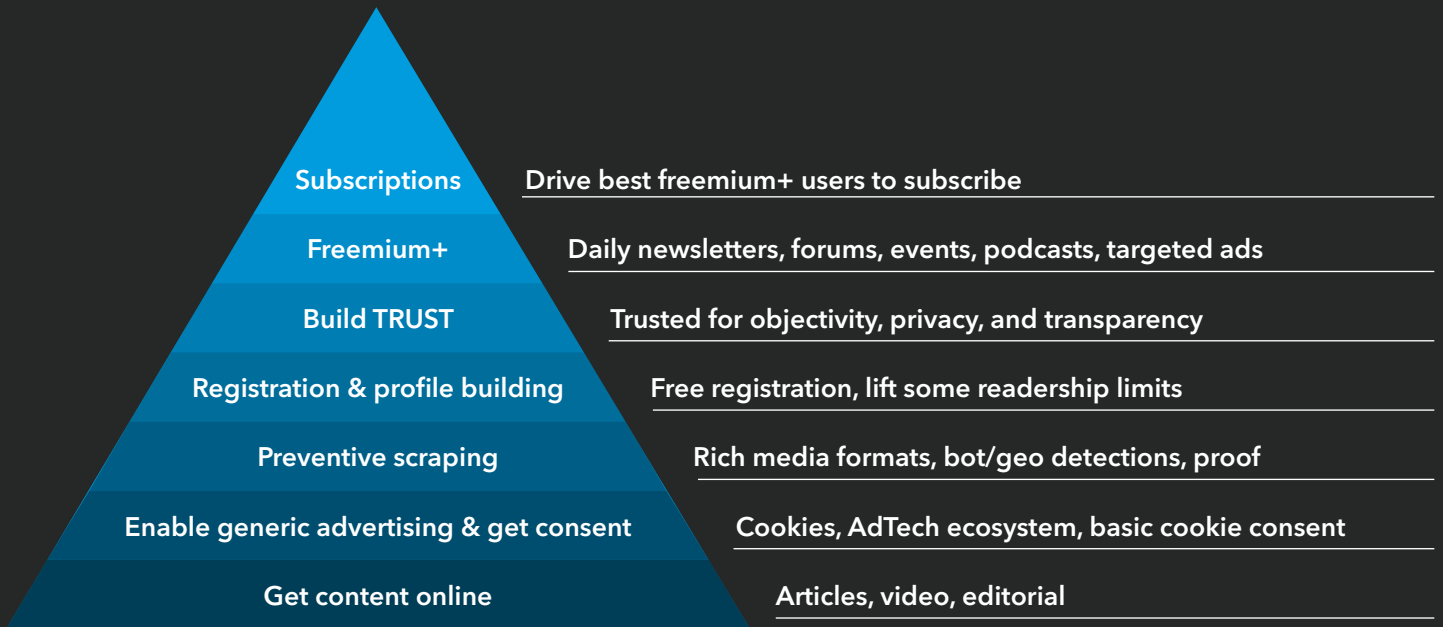 Subscriptions
Drive best freemium+ users to subscribe
Freemium+
Daily newsletters, forums, events, podcasts, targeted ads
Build TRUST
Trusted for objectivity, privacy, and transparency
Registration & profile building
Free registration, lift some readership limits
Preventive scraping
Rich media formats, bot/geo detections, proof
Enable generic advertising & get consent
Cookies, AdTech ecosystem, basic cookie consent
Get content online
Articles, video, editorial